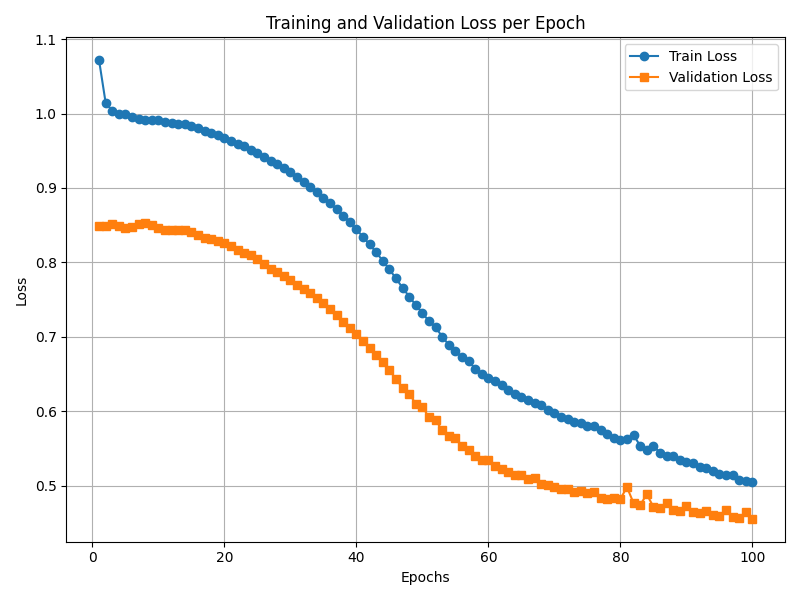 Training and Validation Loss per Epoch
Train Loss
Validation Loss
1.1
1.0
0.9
0.8
0.7
0.6
0.5
Loss
0 20 40 60 80 100
Epochs